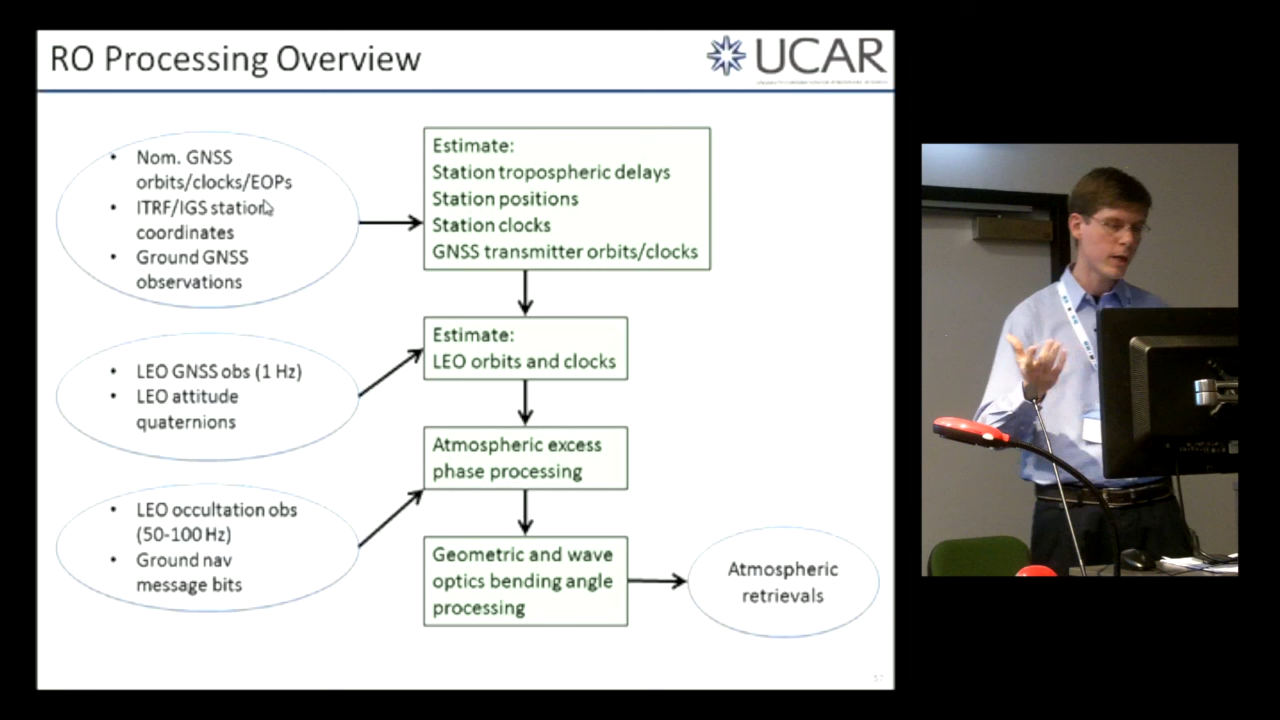 RO Processing Overview
UCAR
• Nom. GNSS
orbits/clocks/EOPs
• ITRF/IGS station
coordinates
• Ground GNSS
observations
Estimate:
Station tropospheric delays
Station positions
Station clocks
GNSS transmitter orbits/clocks
• LEO GNSS obs (1 Hz)
• LEO attitude
quaternions
Estimate:
LEO orbits and clocks
• LEO occultation obs
(50-100 Hz)
• Ground nav
message bits
Atmospheric excess
phase processing
Geometric and wave
optics bending angle
processing
Atmospheric
retrievals
57